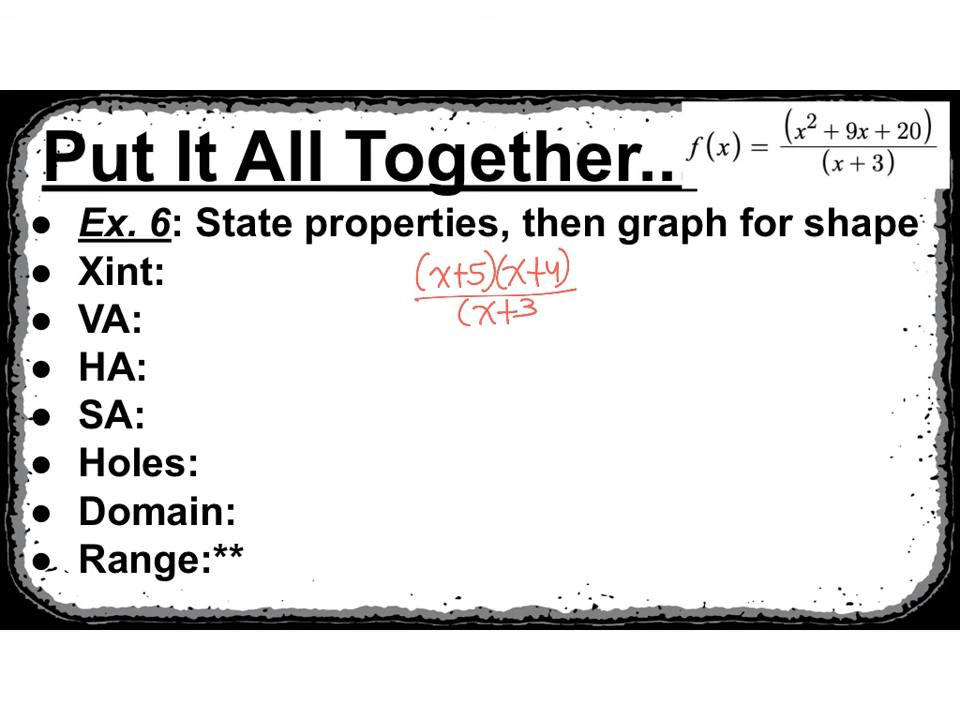 Put It All Together...
f(x) = (x² + 9x + 20) / (x + 3)
● Ex. 6: State properties, then graph for shape
● Xint:
(x+5)(x+4)
(x+3
● VA:
● HA:
● SA:
● Holes:
● Domain:
● Range:**